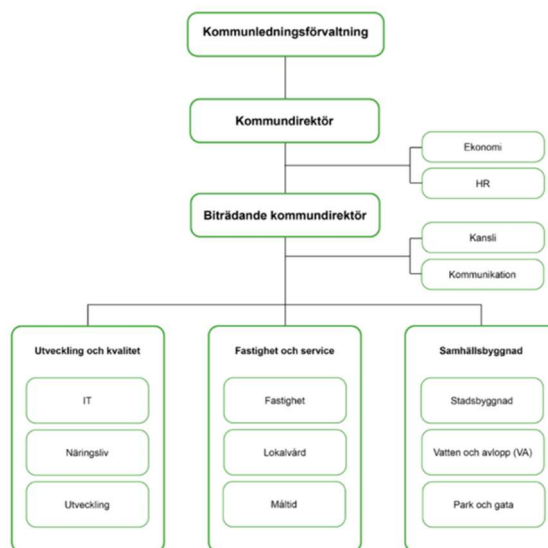 Kommunledningsförvaltning
Kommundirektör
Ekonomi
HR
Biträdande kommundirektör
Kansli
Kommunikation
Utveckling och kvalitet
IT
Näringsliv
Utveckling
Fastighet och service
Fastighet
Lokalvård
Måltid
Samhällsbyggnad
Stadsbyggnad
Vatten och avlopp (VA)
Park och gata